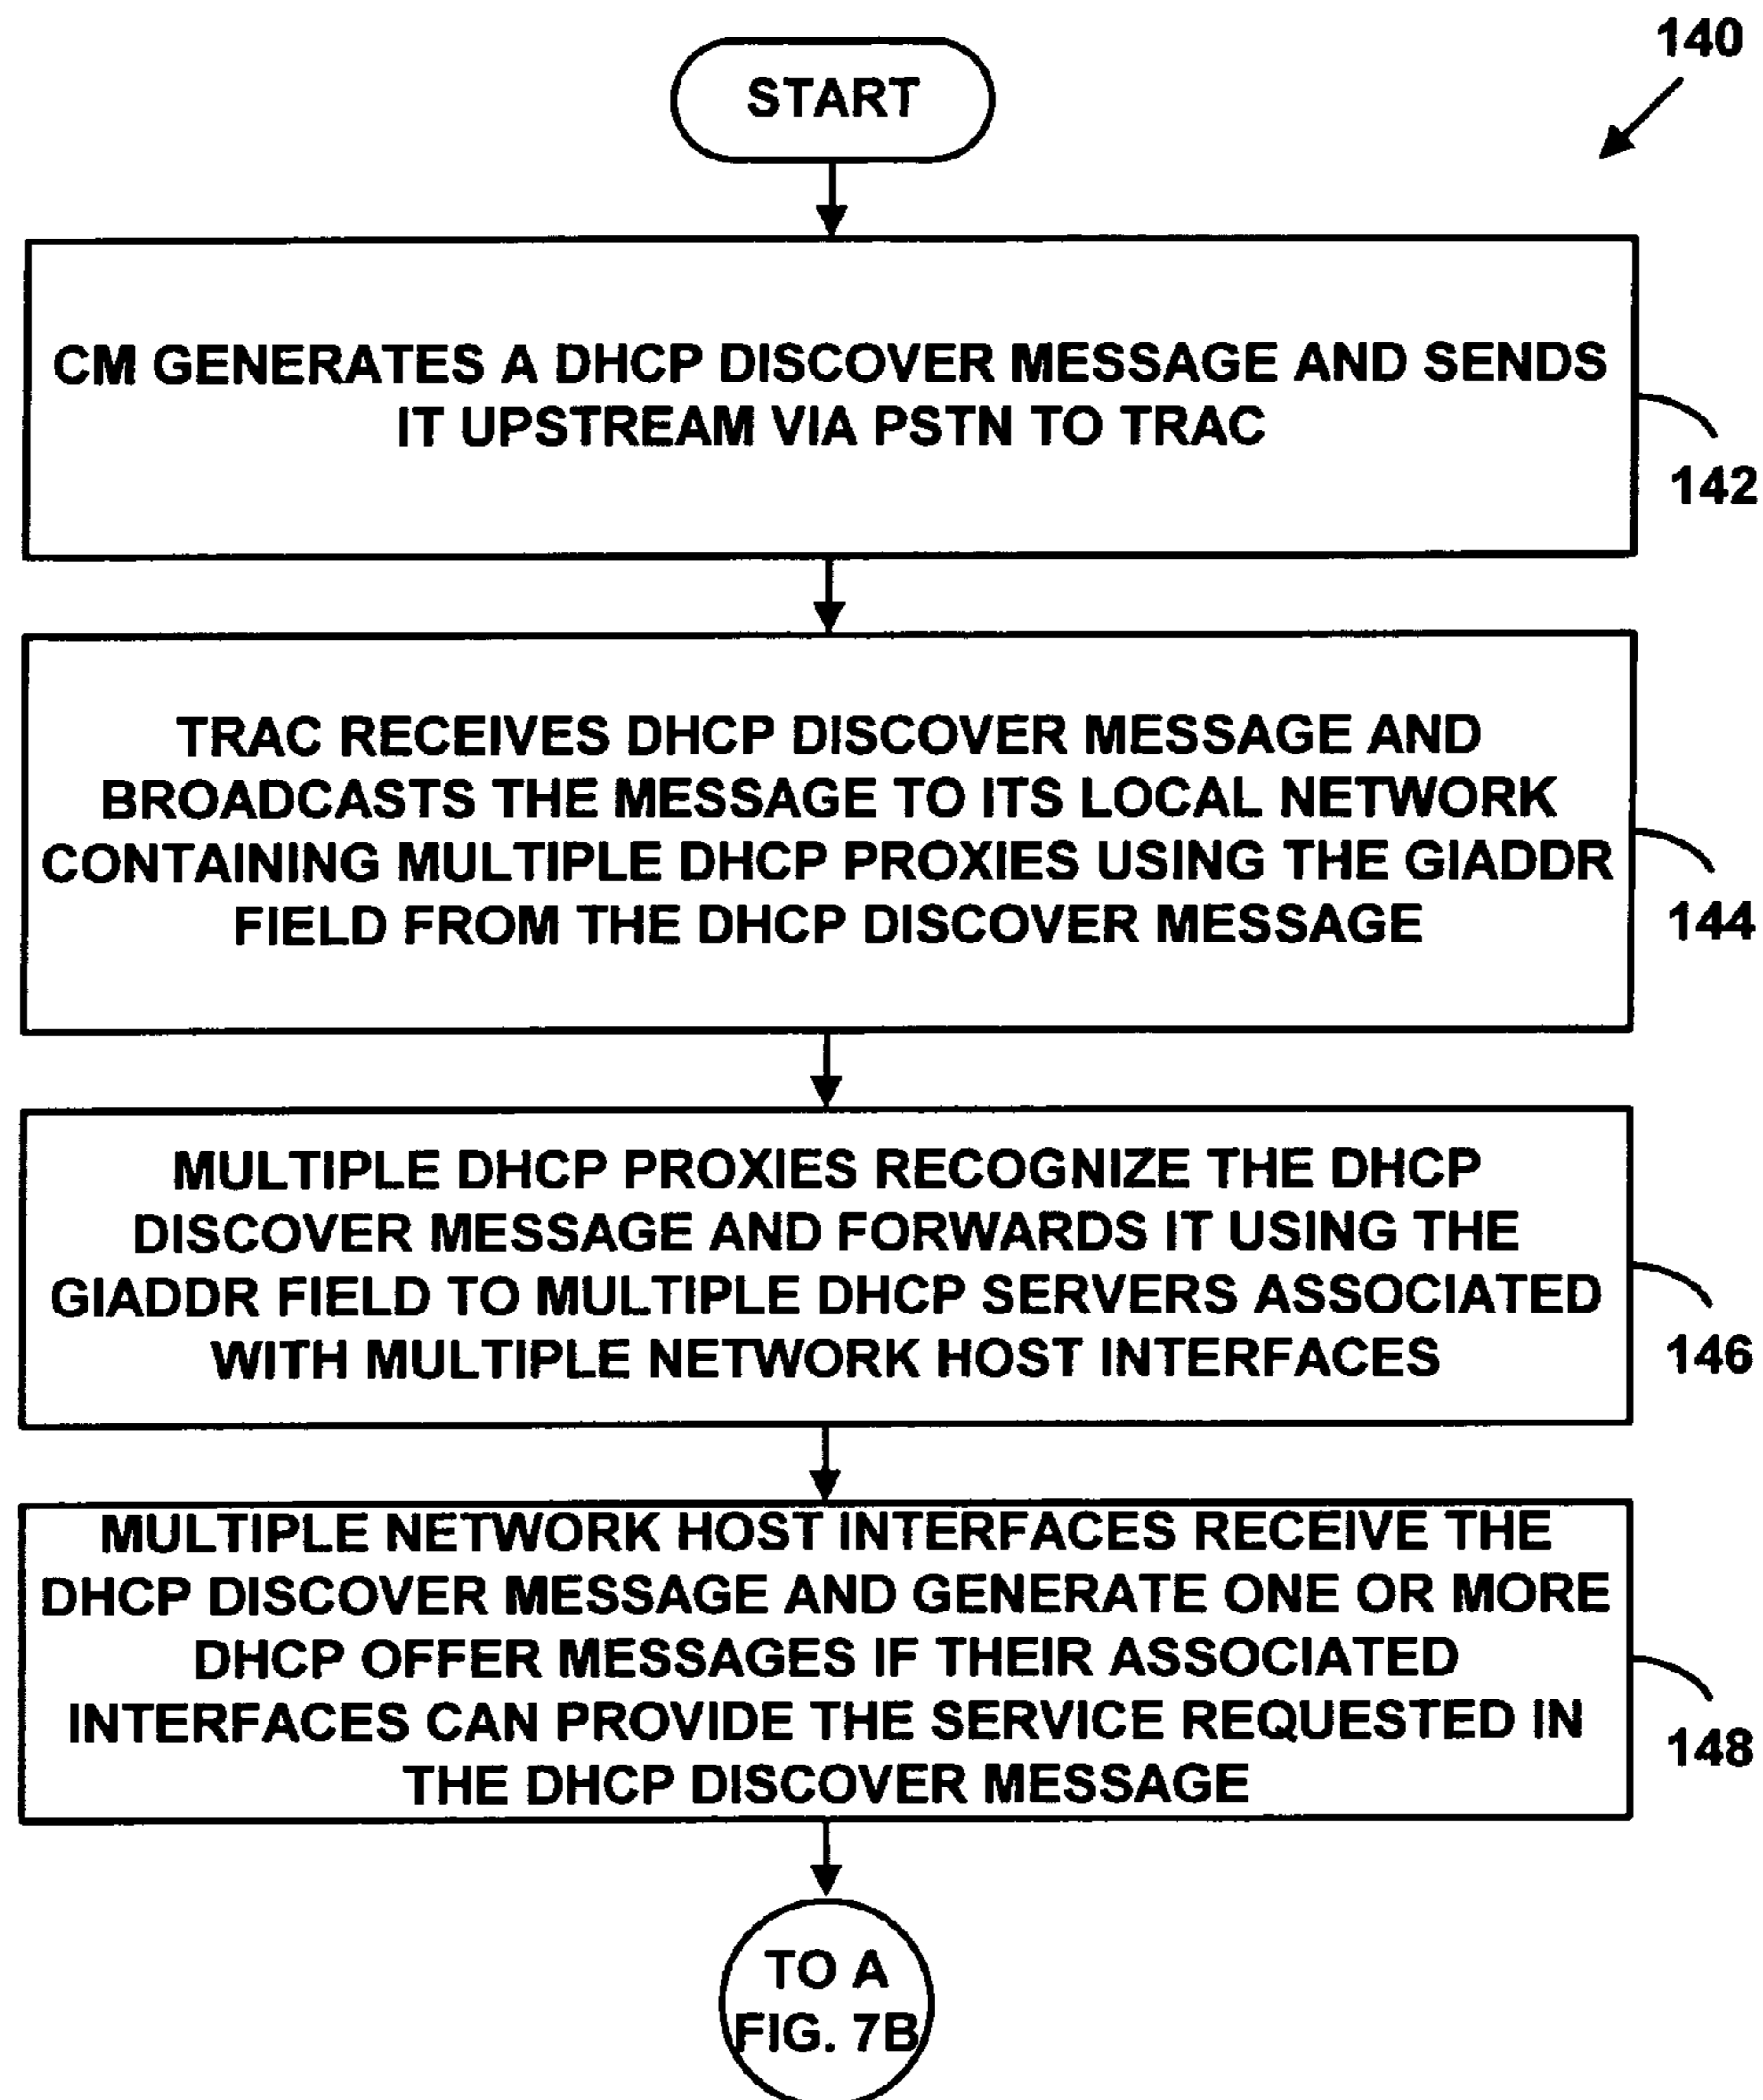 140
START
CM GENERATES A DHCP DISCOVER MESSAGE AND SENDS
IT UPSTREAM VIA PSTN TO TRAC
142
TRAC RECEIVES DHCP DISCOVER MESSAGE AND
BROADCASTS THE MESSAGE TO ITS LOCAL NETWORK
CONTAINING MULTIPLE DHCP PROXIES USING THE GIADDR
FIELD FROM THE DHCP DISCOVER MESSAGE
144
MULTIPLE DHCP PROXIES RECOGNIZE THE DHCP
DISCOVER MESSAGE AND FORWARDS IT USING THE
GIADDR FIELD TO MULTIPLE DHCP SERVERS ASSOCIATED
WITH MULTIPLE NETWORK HOST INTERFACES
146
MULTIPLE NETWORK HOST INTERFACES RECEIVE THE
DHCP DISCOVER MESSAGE AND GENERATE ONE OR MORE
DHCP OFFER MESSAGES IF THEIR ASSOCIATED
INTERFACES CAN PROVIDE THE SERVICE REQUESTED IN
THE DHCP DISCOVER MESSAGE
148
TO A
FIG. 7B